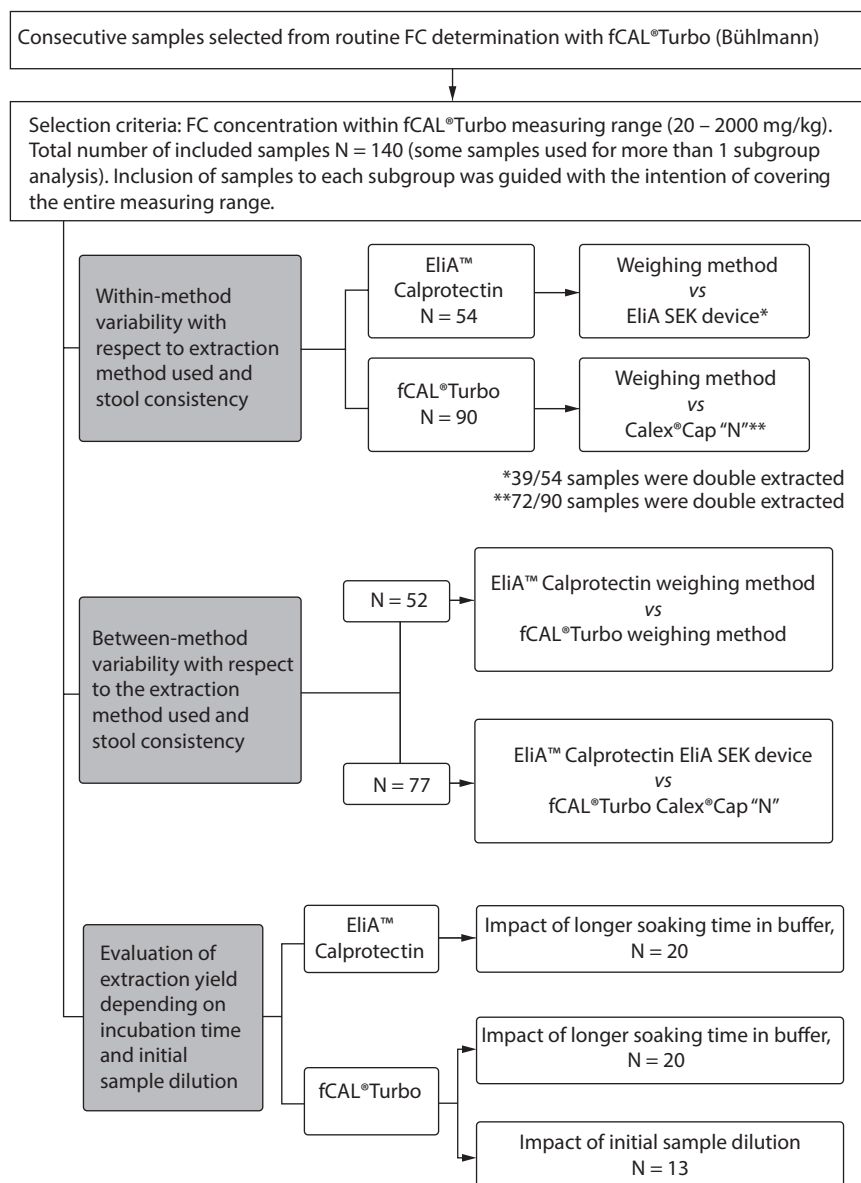 Consecutive samples selected from routine FC determination with fCAL®Turbo (Bühlmann)
Selection criteria: FC concentration within fCAL®Turbo measuring range (20 – 2000 mg/kg).
Total number of included samples N = 140 (some samples used for more than 1 subgroup
analysis). Inclusion of samples to each subgroup was guided with the intention of covering
the entire measuring range.
Within-method
variability with
respect to extraction
method used and
stool consistency
EliA™
Calprotectin
N = 54
Weighing method
vs
EliA SEK device*
fCAL®Turbo
N = 90
Weighing method
vs
Calex®Cap “N”**
*39/54 samples were double extracted
**72/90 samples were double extracted
Between-method
variability with respect
to the extraction
method used and
stool consistency
N = 52
EliA™ Calprotectin weighing method
vs
fCAL®Turbo weighing method
N = 77
EliA™ Calprotectin EliA SEK device
vs
fCAL®Turbo Calex®Cap “N”
Evaluation of
extraction yield
depending on
incubation time
and initial
sample dilution
EliA™
Calprotectin
Impact of longer soaking time in buffer,
N = 20
fCAL®Turbo
Impact of longer soaking time in buffer,
N = 20
Impact of initial sample dilution
N = 13